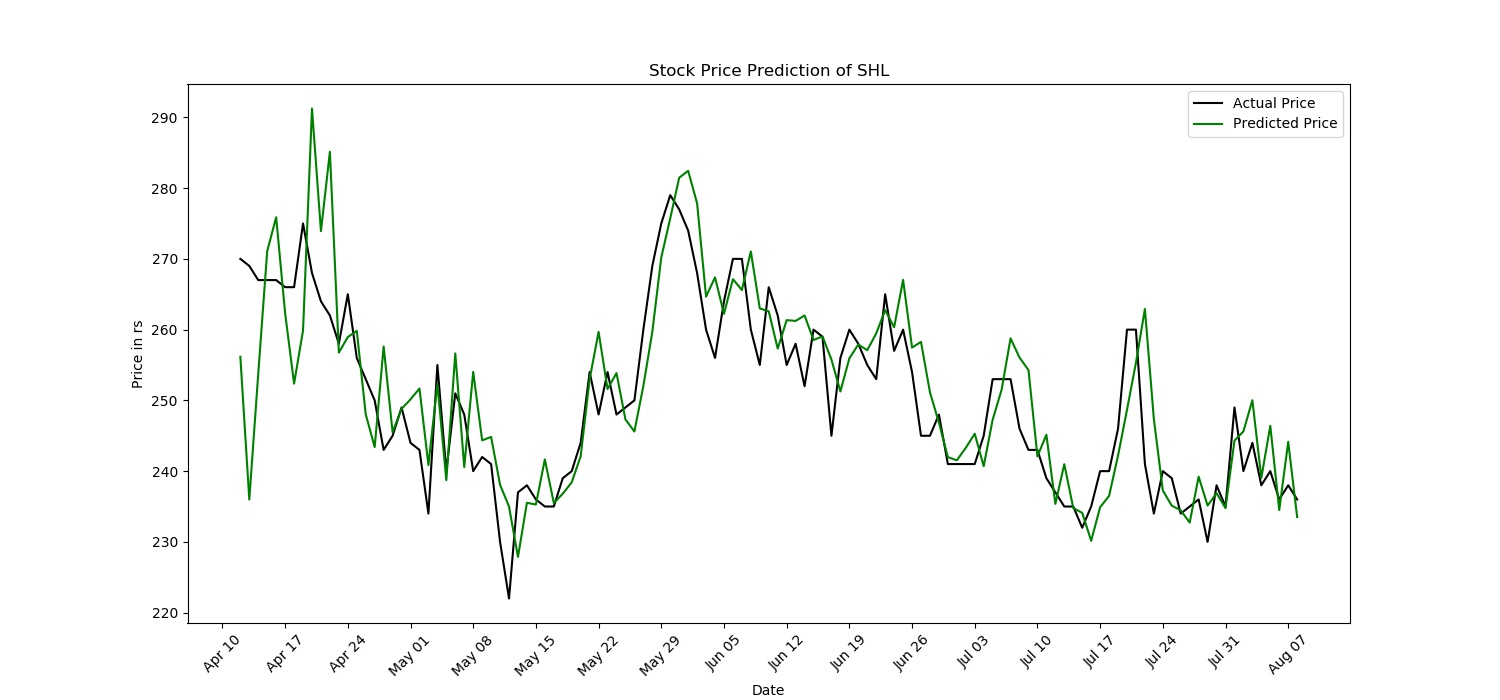 Stock Price Prediction of SHL
Actual Price
Predicted Price
Price in rs
290
280
270
260
250
240
230
220
Apr 10
Apr 17
Apr 24
May 01
May 08
May 15
May 22
May 29
Jun 05
Jun 12
Jun 19
Jun 26
Jul 03
Jul 10
Jul 17
Jul 24
Jul 31
Aug 07
Date